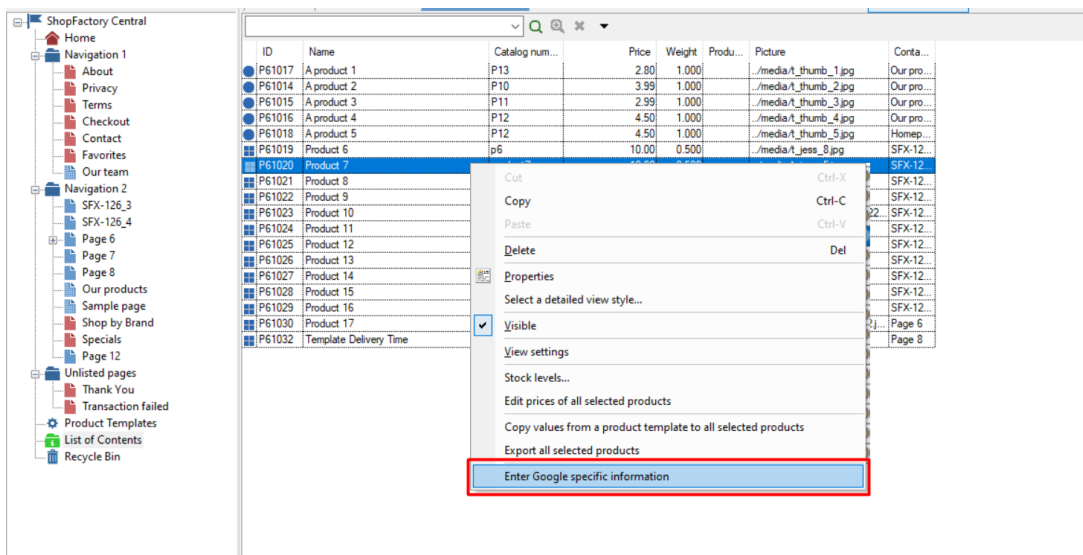 ShopFactory Central
Home
Navigation 1
About
Privacy
Terms
Checkout
Contact
Favorites
Our team
Navigation 2
SFX-126_3
SFX-126_4
Page 6
Page 7
Page 8
Our products
Sample page
Shop by Brand
Specials
Page 12
Unlisted pages
Thank You
Transaction failed
Product Templates
List of Contents
Recycle Bin
ID Name Catalog num... Price Weight Produ... Picture Conta...
P61017 A product 1 P13 2.80 1.000 ../media/t_thumb_1.jpg Our pro...
P61014 A product 2 P10 3.99 1.000 ../media/t_thumb_2.jpg Our pro...
P61015 A product 3 P11 2.99 1.000 ../media/t_thumb_3.jpg Our pro...
P61016 A product 4 P12 4.50 1.000 ../media/t_thumb_4.jpg Our pro...
P61018 A product 5 P12 4.50 1.000 ../media/t_thumb_5.jpg Homep...
P61019 Product 6 p6 10.00 0.500 ../media/t_jess_8.jpg SFX-12...
P61020 Product 7 SFX-12...
P61021 Product 8 SFX-12...
P61022 Product 9 SFX-12...
P61023 Product 10 22... SFX-12...
P61024 Product 11 SFX-12...
P61025 Product 12 SFX-12...
P61026 Product 13 SFX-12...
P61027 Product 14 SFX-12...
P61028 Product 15 SFX-12...
P61029 Product 16 SFX-12...
P61030 Product 17 Page 6
P61032 Template Delivery Time Page 8
Cut Ctrl-X
Copy Ctrl-C
Paste Ctrl-V
Delete Del
Properties
Select a detailed view style...
Visible
View settings
Stock levels...
Edit prices of all selected products
Copy values from a product template to all selected products
Export all selected products
Enter Google specific information